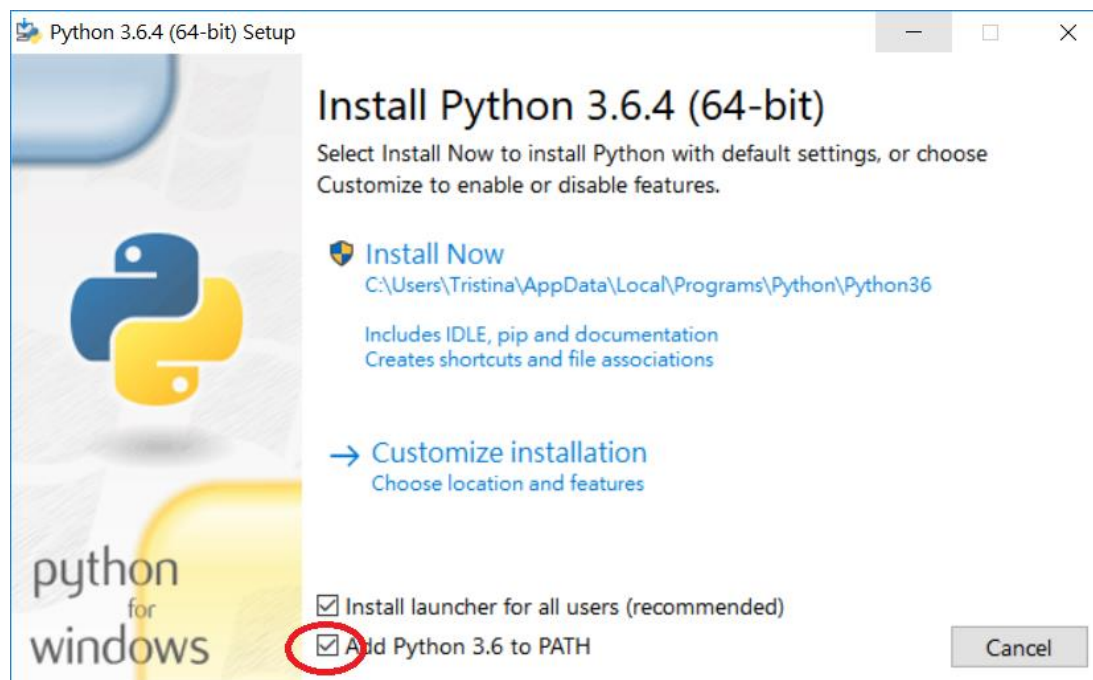 Python 3.6.4 (64-bit) Setup
Install Python 3.6.4 (64-bit)
Select Install Now to install Python with default settings, or choose
Customize to enable or disable features.
Install Now
C:\Users\Tristina\AppData\Local\Programs\Python\Python36
Includes IDLE, pip and documentation
Creates shortcuts and file associations
Customize installation
Choose location and features
python
for
windows
Install launcher for all users (recommended)
Add Python 3.6 to PATH
Cancel